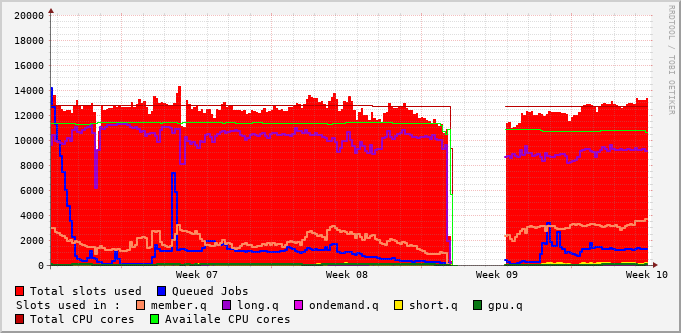 RRDTOOL / TOBI OETIKER
20000
18000
16000
14000
12000
10000
8000
6000
4000
2000
0
Week 07 Week 08 Week 09 Week 10
Total slots used Queued Jobs
Slots used in : member.q long.q ondemand.q short.q gpu.q
Total CPU cores Availale CPU cores